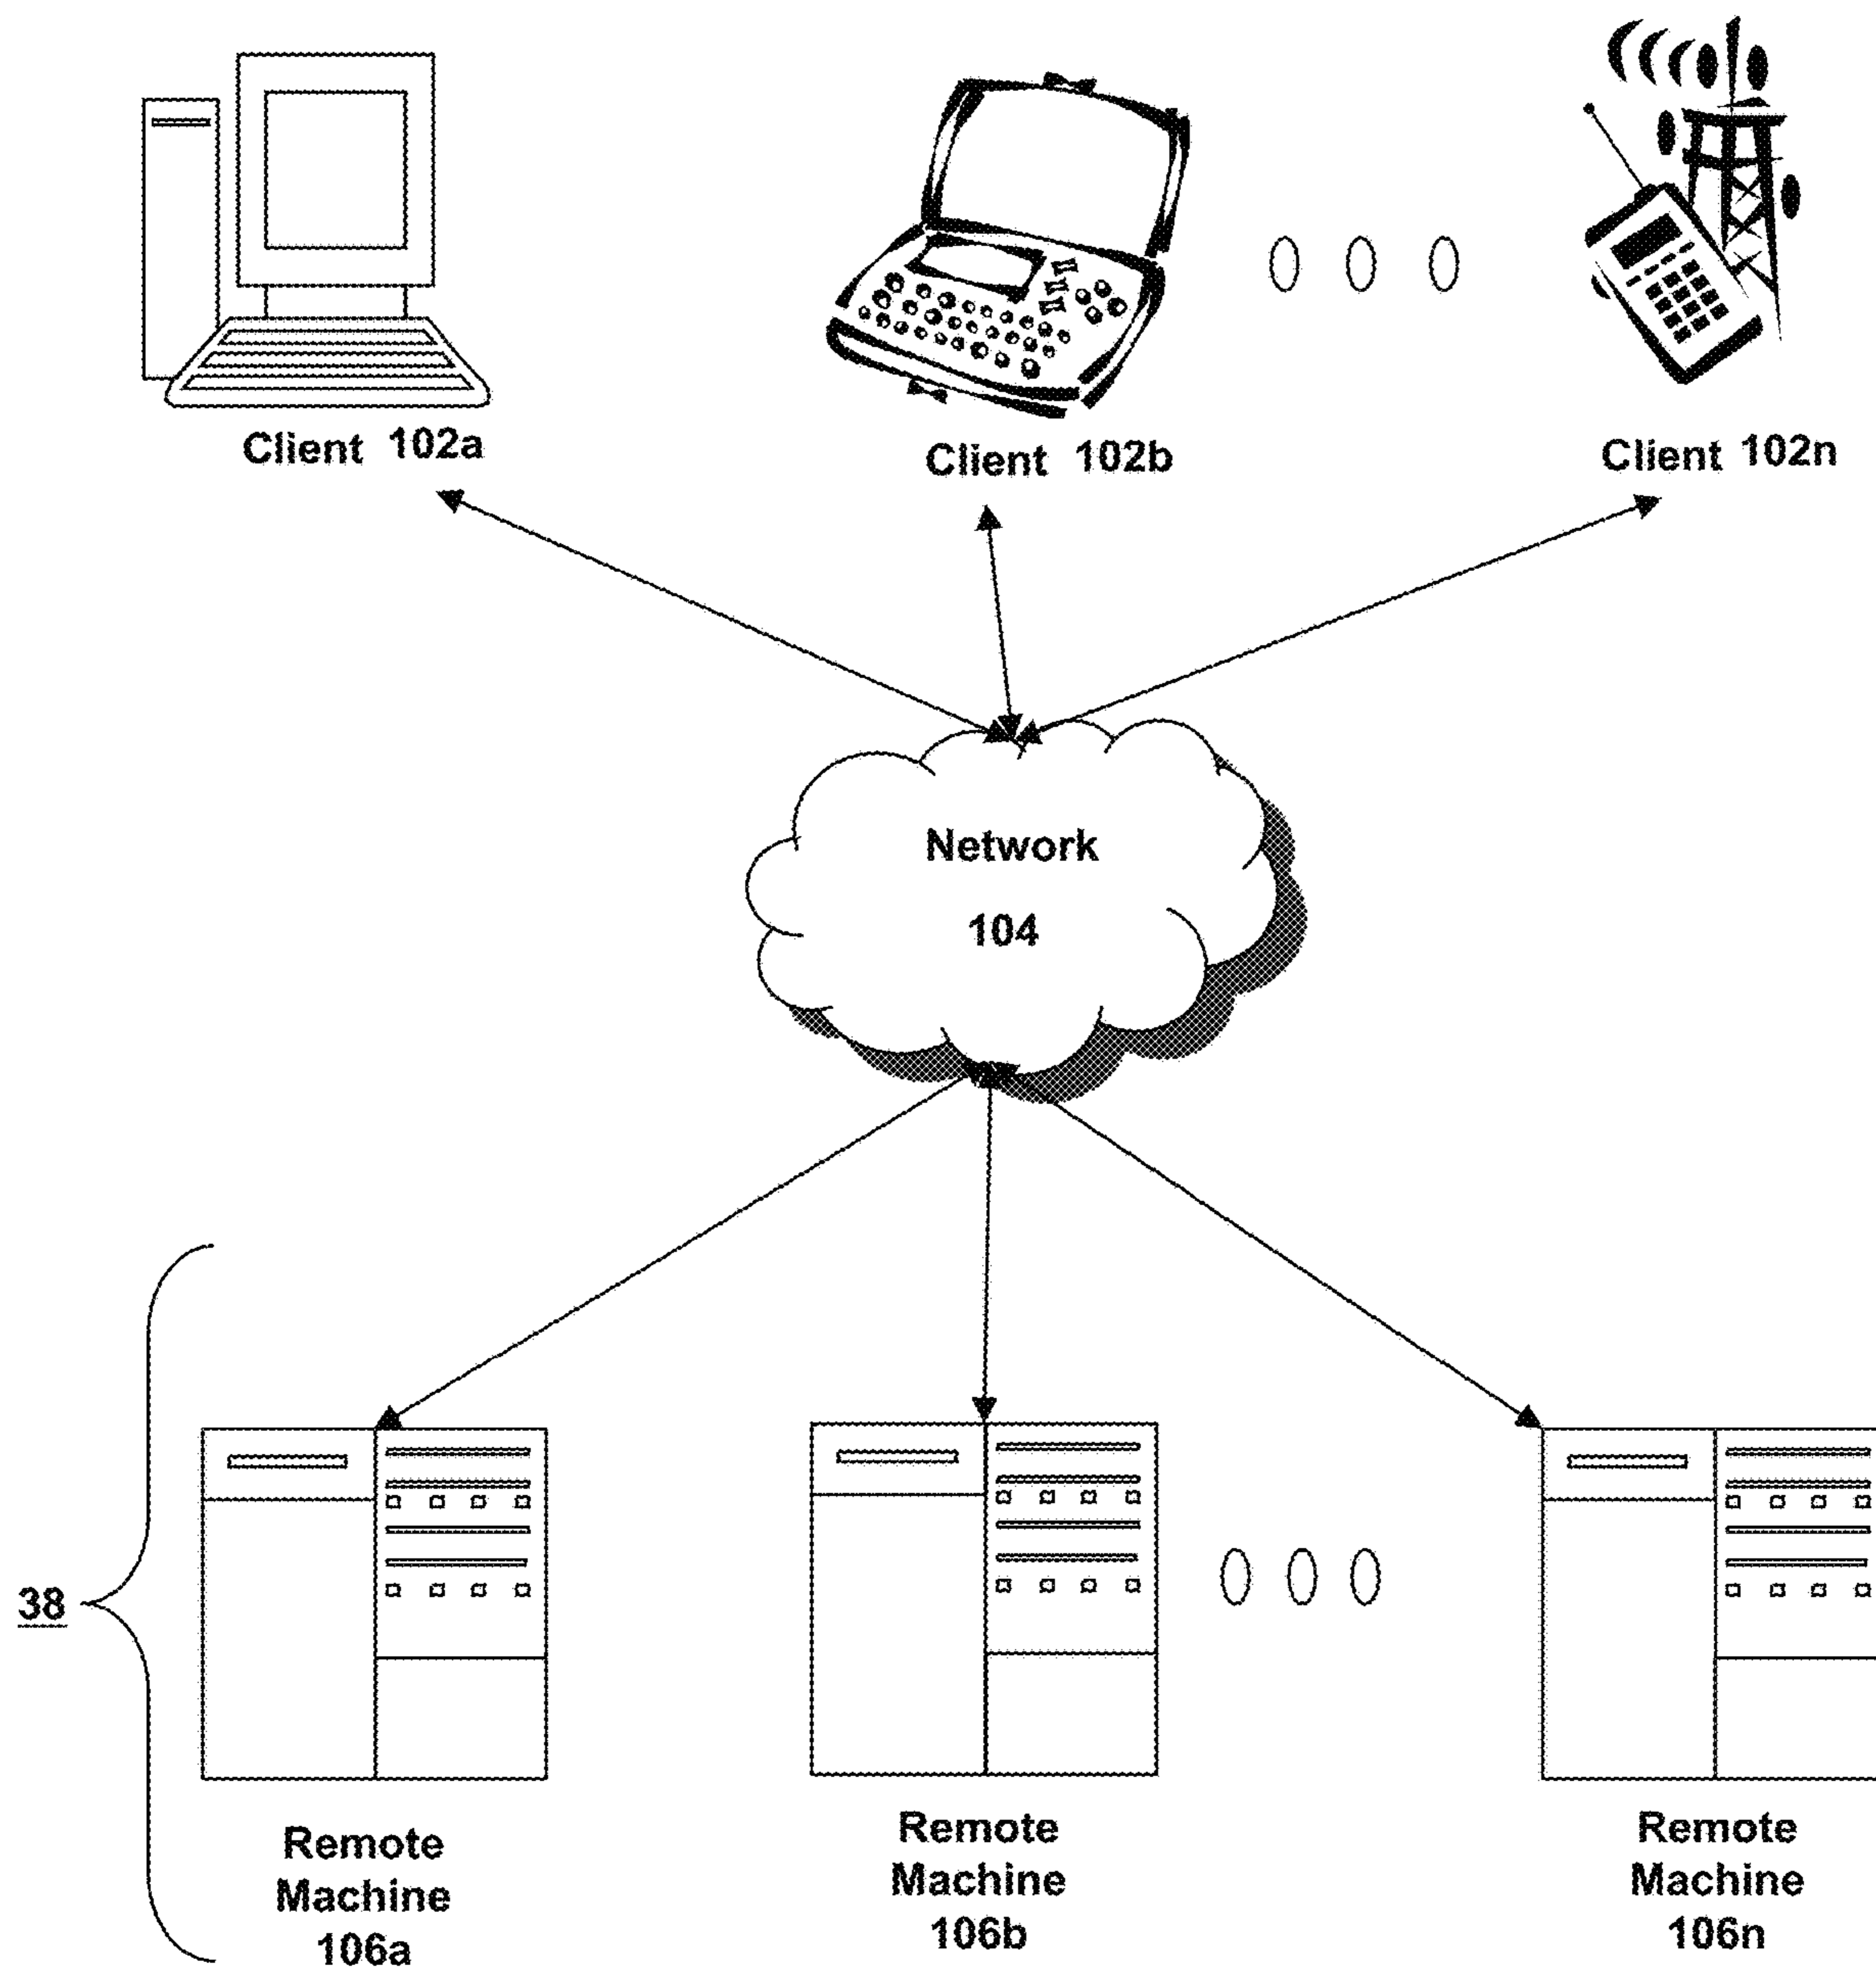 Client 102a
Client 102b
Client 102n
Network
104
38
Remote
Machine
106a
Remote
Machine
106b
Remote
Machine
106n